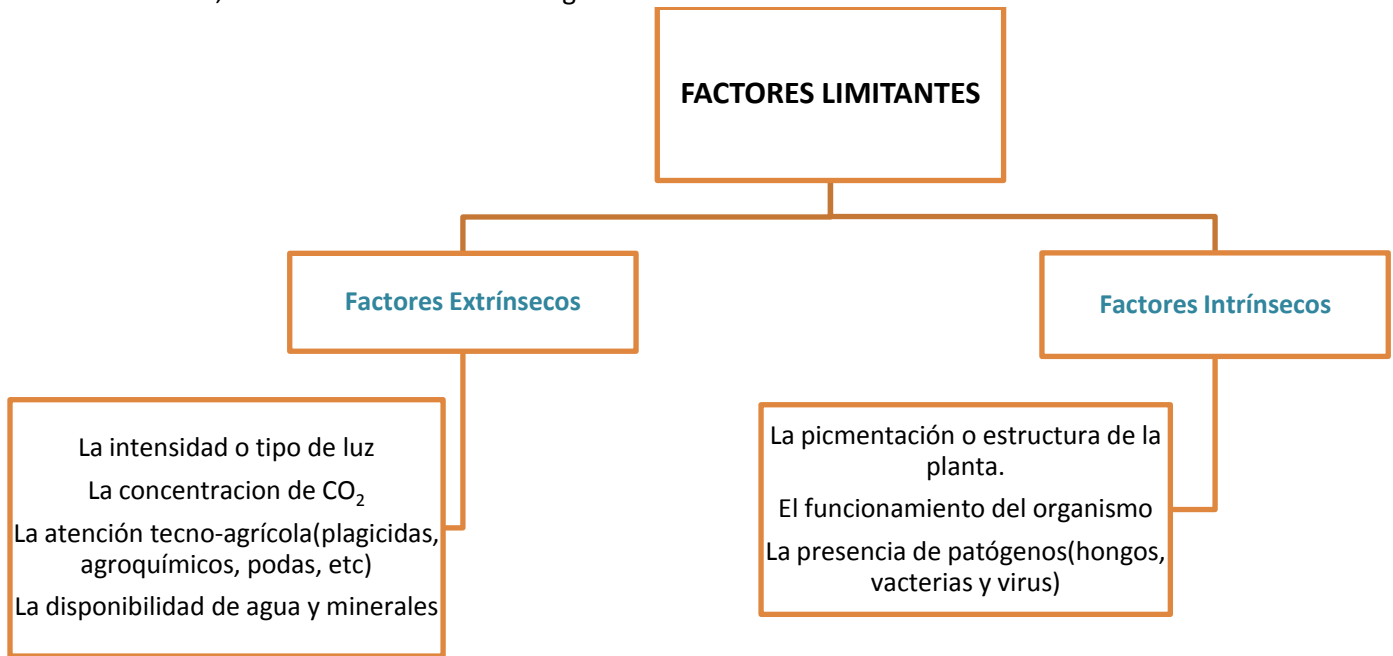 FACTORES LIMITANTES
Factores Extrínsecos
Factores Intrínsecos
La intensidad o tipo de luz
La concentracion de CO₂
La atención tecno-agrícola(plagicidas,
agroquímicos, podas, etc)
La disponibilidad de agua y minerales
La picmentación o estructura de la
planta.
El funcionamiento del organismo
La presencia de patógenos(hongos,
vacterias y virus)